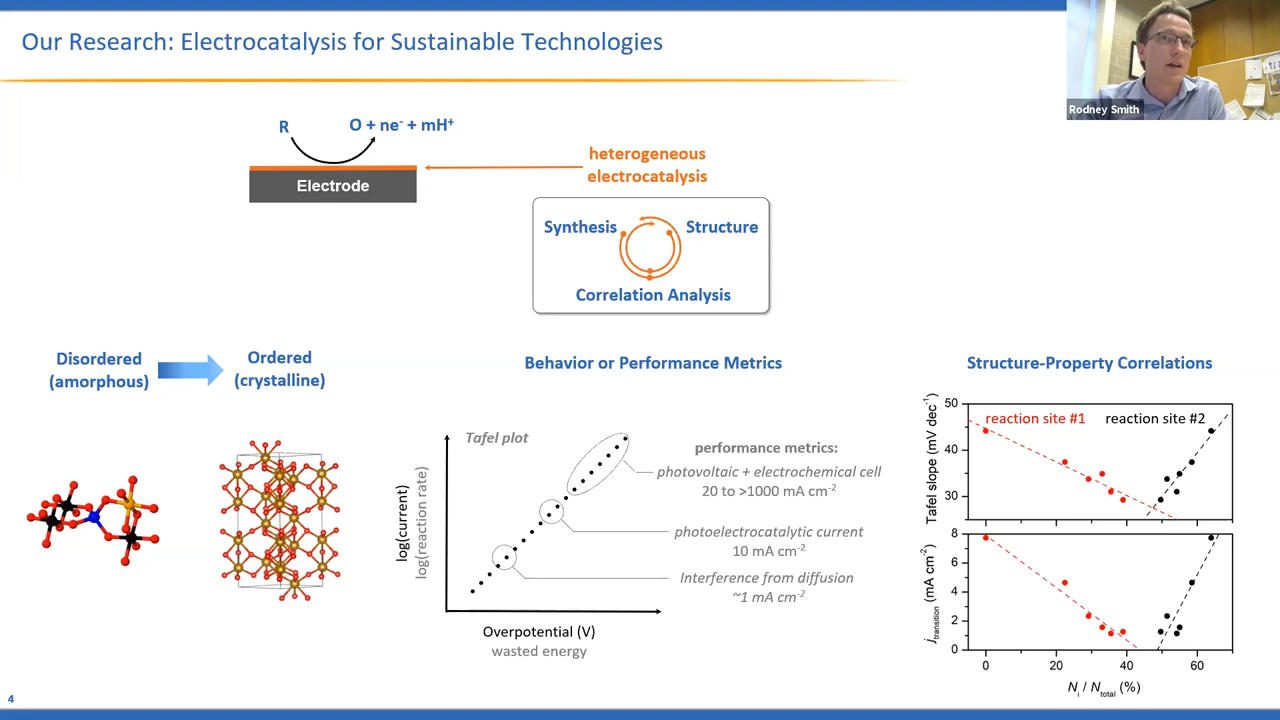 Our Research: Electrocatalysis for Sustainable Technologies
Rodney Smith
R
O + ne⁻ + mH⁺
Electrode
heterogeneous
electrocatalysis
Synthesis
Structure
Correlation Analysis
Disordered
(amorphous)
Ordered
(crystalline)
Behavior or Performance Metrics
Tafel plot
log(current)
log(reaction rate)
performance metrics:
photovoltaic + electrochemical cell
20 to >1000 mA cm⁻²
photoelectrocatalytic current
10 mA cm⁻²
Interference from diffusion
~1 mA cm⁻²
Overpotential (V)
wasted energy
Structure-Property Correlations
reaction site #1
reaction site #2
Tafel slope (mV dec⁻¹)
50
40
30
j transition (mA cm⁻²)
8
6
4
2
0
0
20
40
60
Nᵢ / Ntotal (%)
4